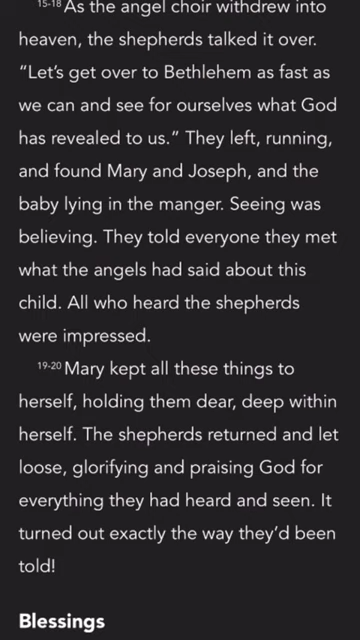 15-18 As the angel choir withdrew into
heaven, the shepherds talked it over.
“Let’s get over to Bethlehem as fast as
we can and see for ourselves what God
has revealed to us.” They left, running,
and found Mary and Joseph, and the
baby lying in the manger. Seeing was
believing. They told everyone they met
what the angels had said about this
child. All who heard the shepherds
were impressed.
19-20 Mary kept all these things to
herself, holding them dear, deep within
herself. The shepherds returned and let
loose, glorifying and praising God for
everything they had heard and seen. It
turned out exactly the way they’d been
told!
Blessings